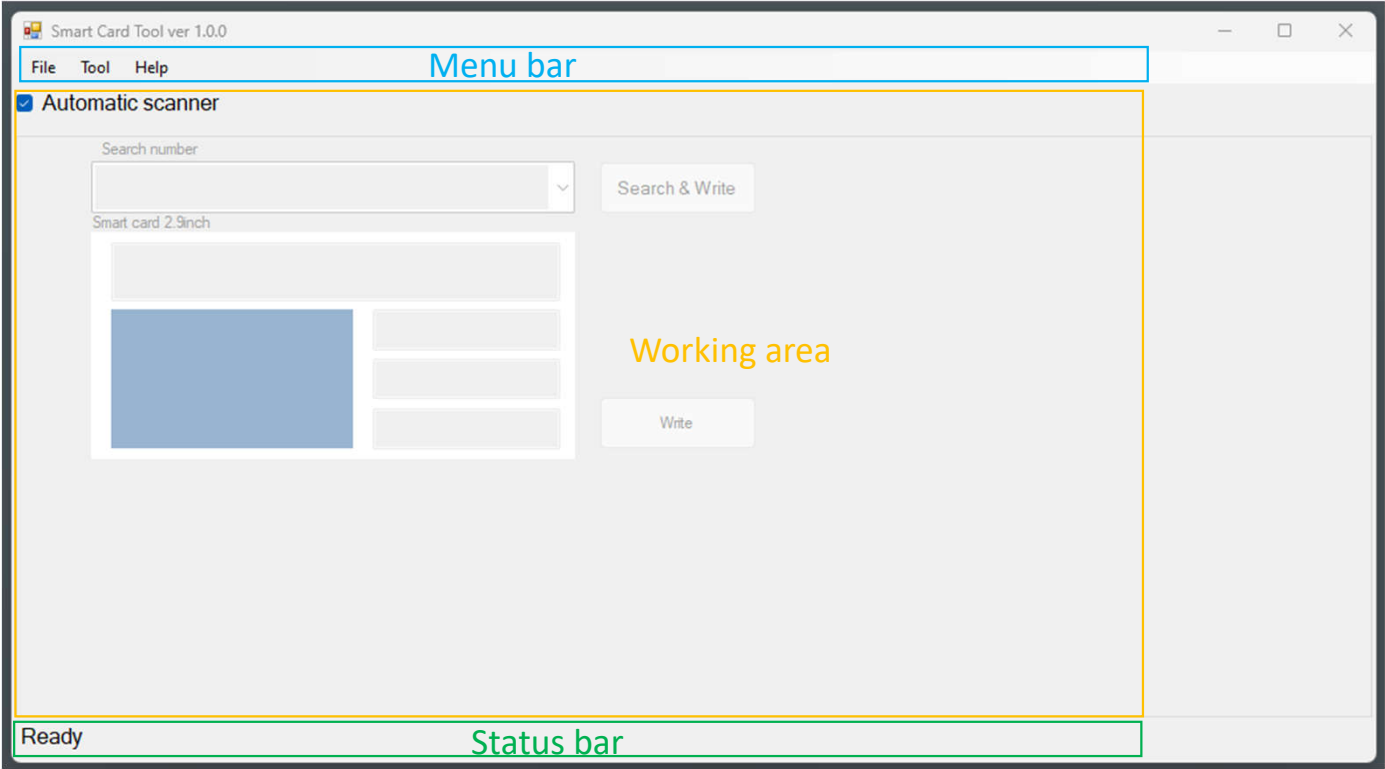 Smart Card Tool ver 1.0.0
File Tool Help
Menu bar
Automatic scanner
Search number
Search & Write
Smart card 2.9inch
Working area
Write
Ready
Status bar